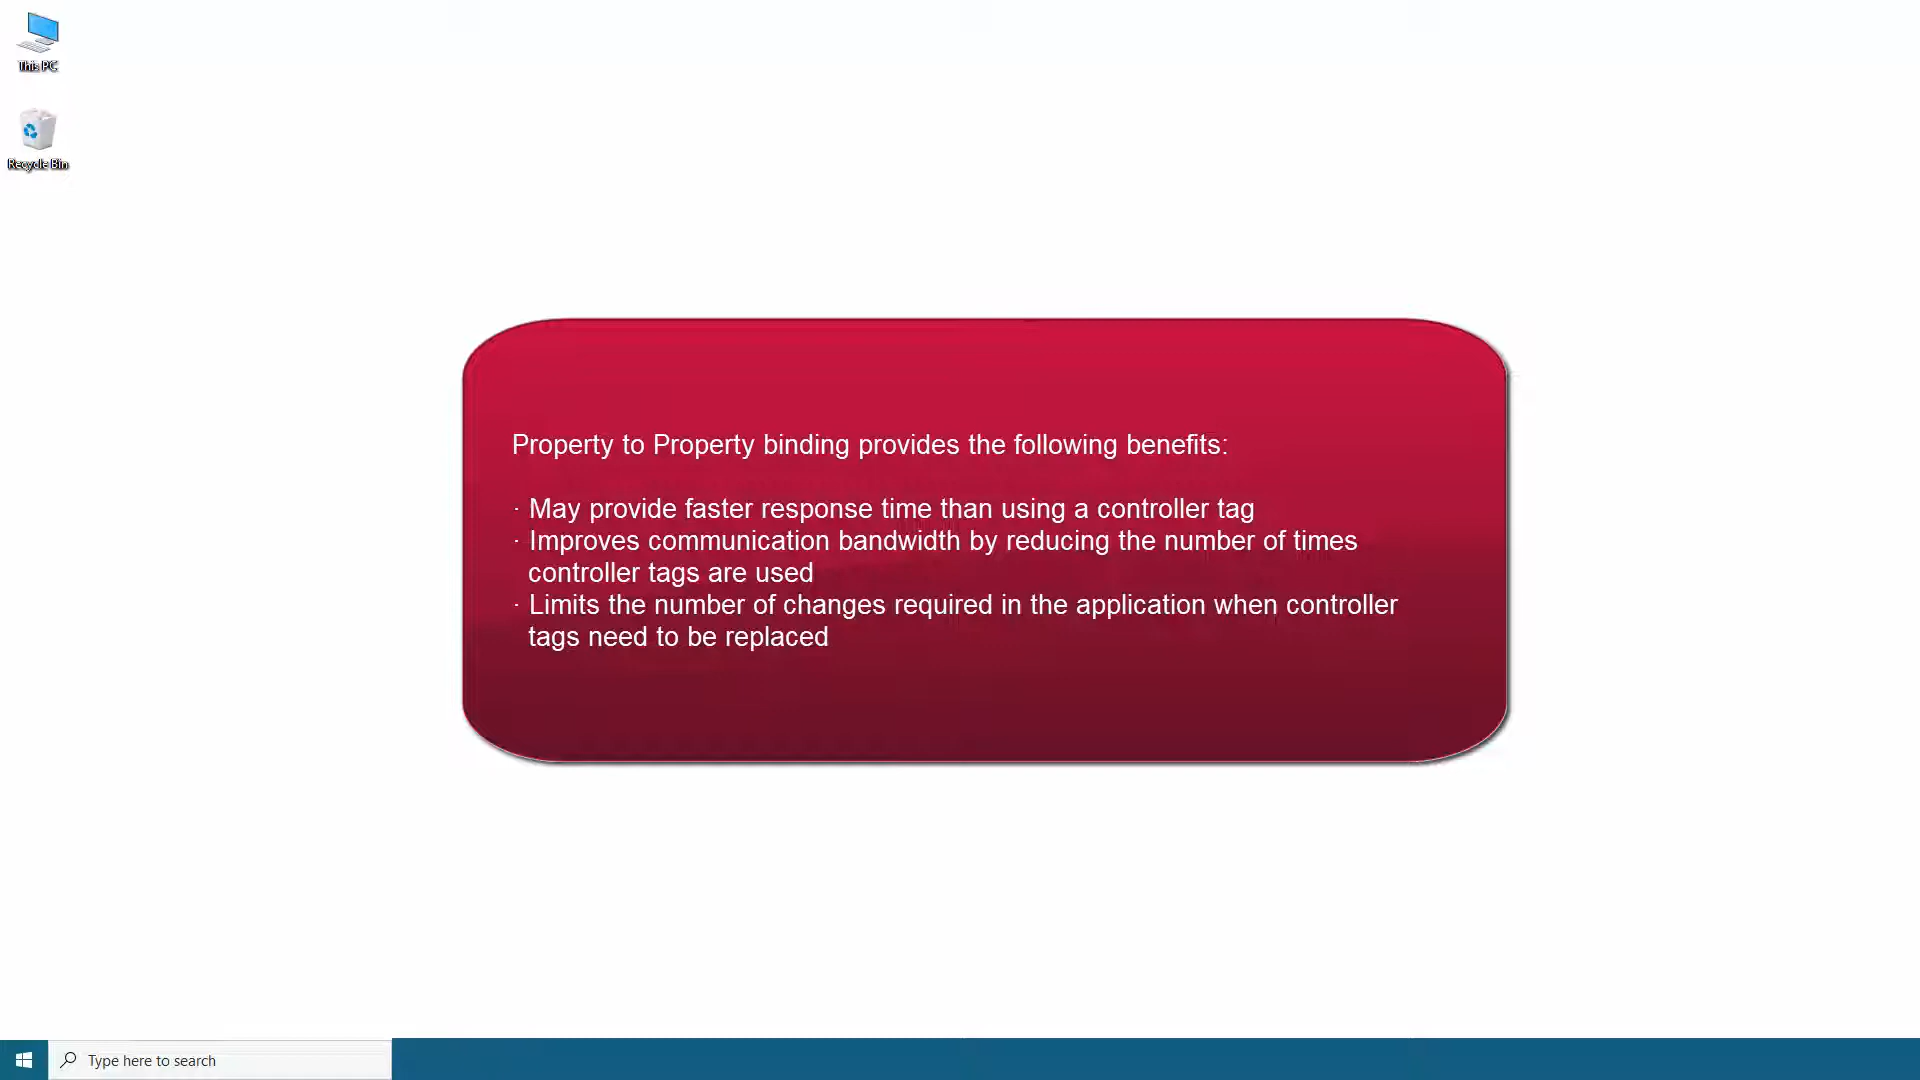 This PC
Recycle Bin
Property to Property binding provides the following benefits:
· May provide faster response time than using a controller tag
· Improves communication bandwidth by reducing the number of times
controller tags are used
· Limits the number of changes required in the application when controller
tags need to be replaced
Type here to search